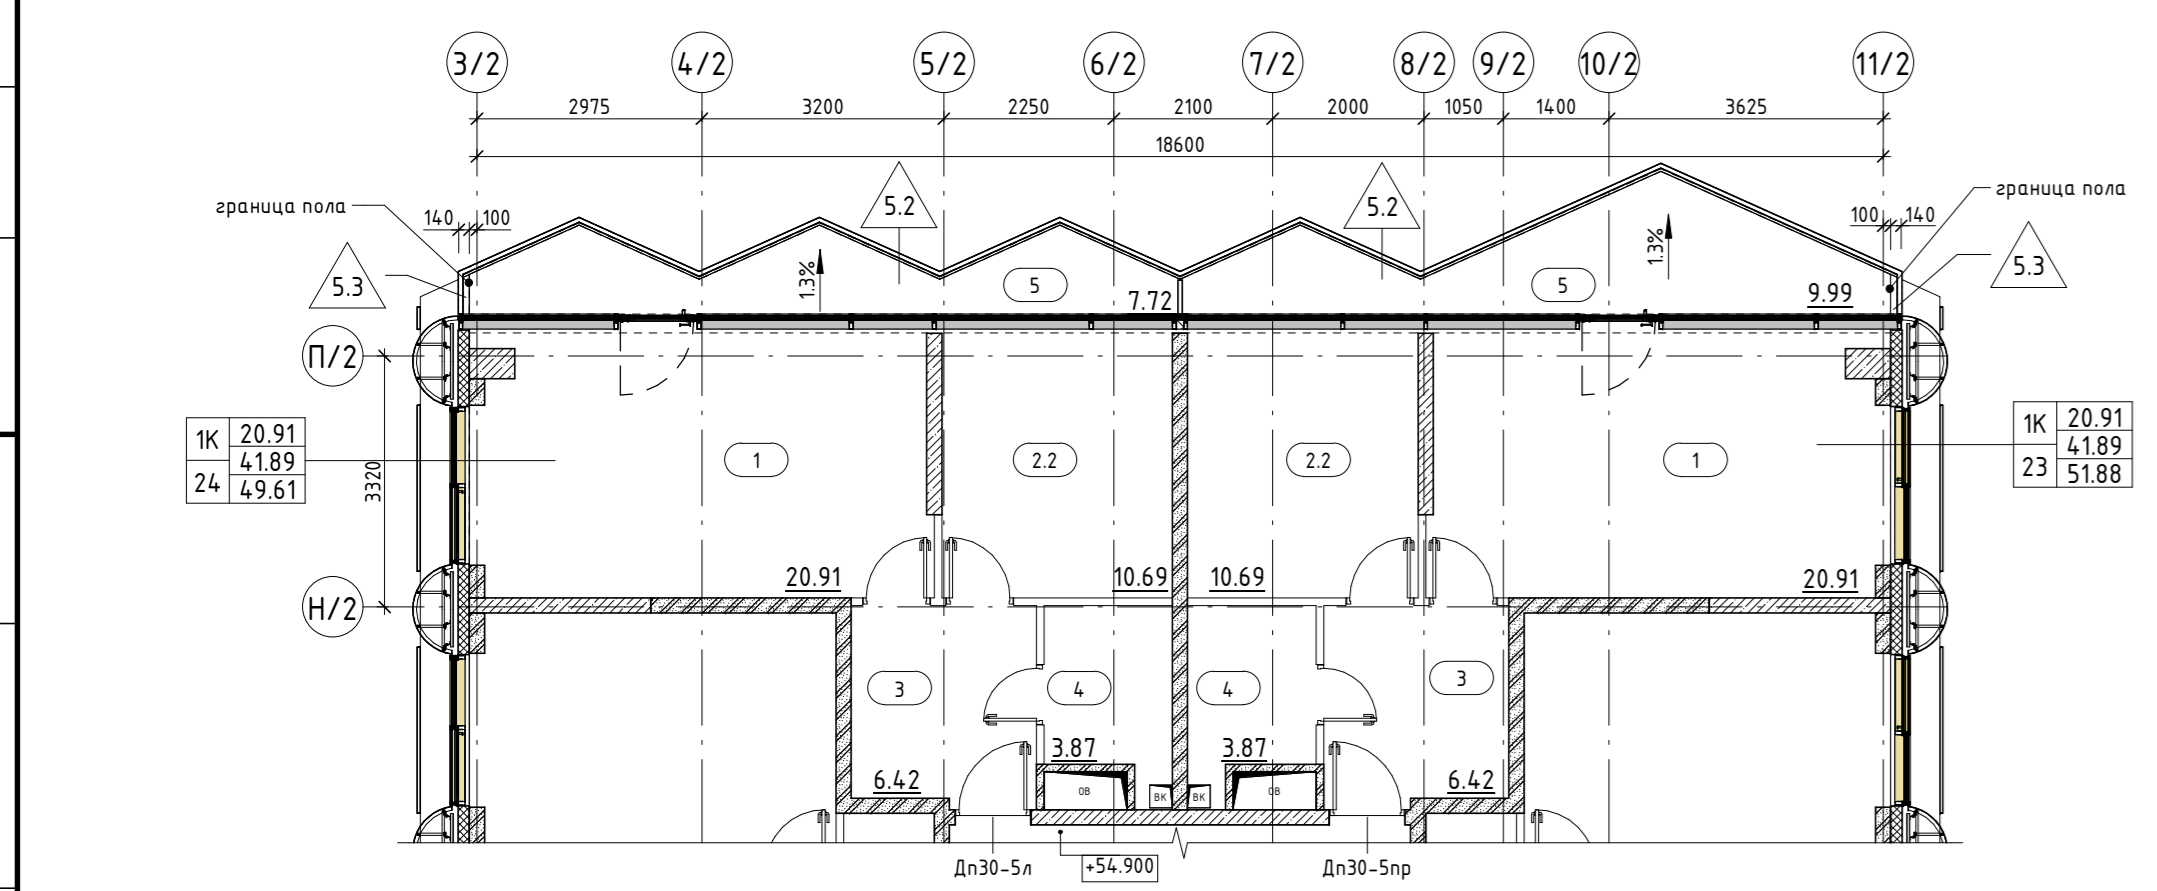 3/2 4/2 5/2 6/2 7/2 8/2 9/2 10/2 11/2
2975 3200 2250 2100 2000 1050 1400 3625
18600
граница пола 5.2 5.2 граница пола
140 100 100 140
5.3 1.3% 5 1.3% 5 5.3
7.72 9.99
П/2
1К 20.91
41.89
24 49.61
3320
1 2.2 2.2 1
1К 20.91
41.89
23 51.88
20.91 10.69 10.69 20.91
Н/2
3 4 4 3
3.87 3.87
6.42 6.42
ОВ ВК ВК ОВ
Дп30-5л +54.900 Дп30-5пр